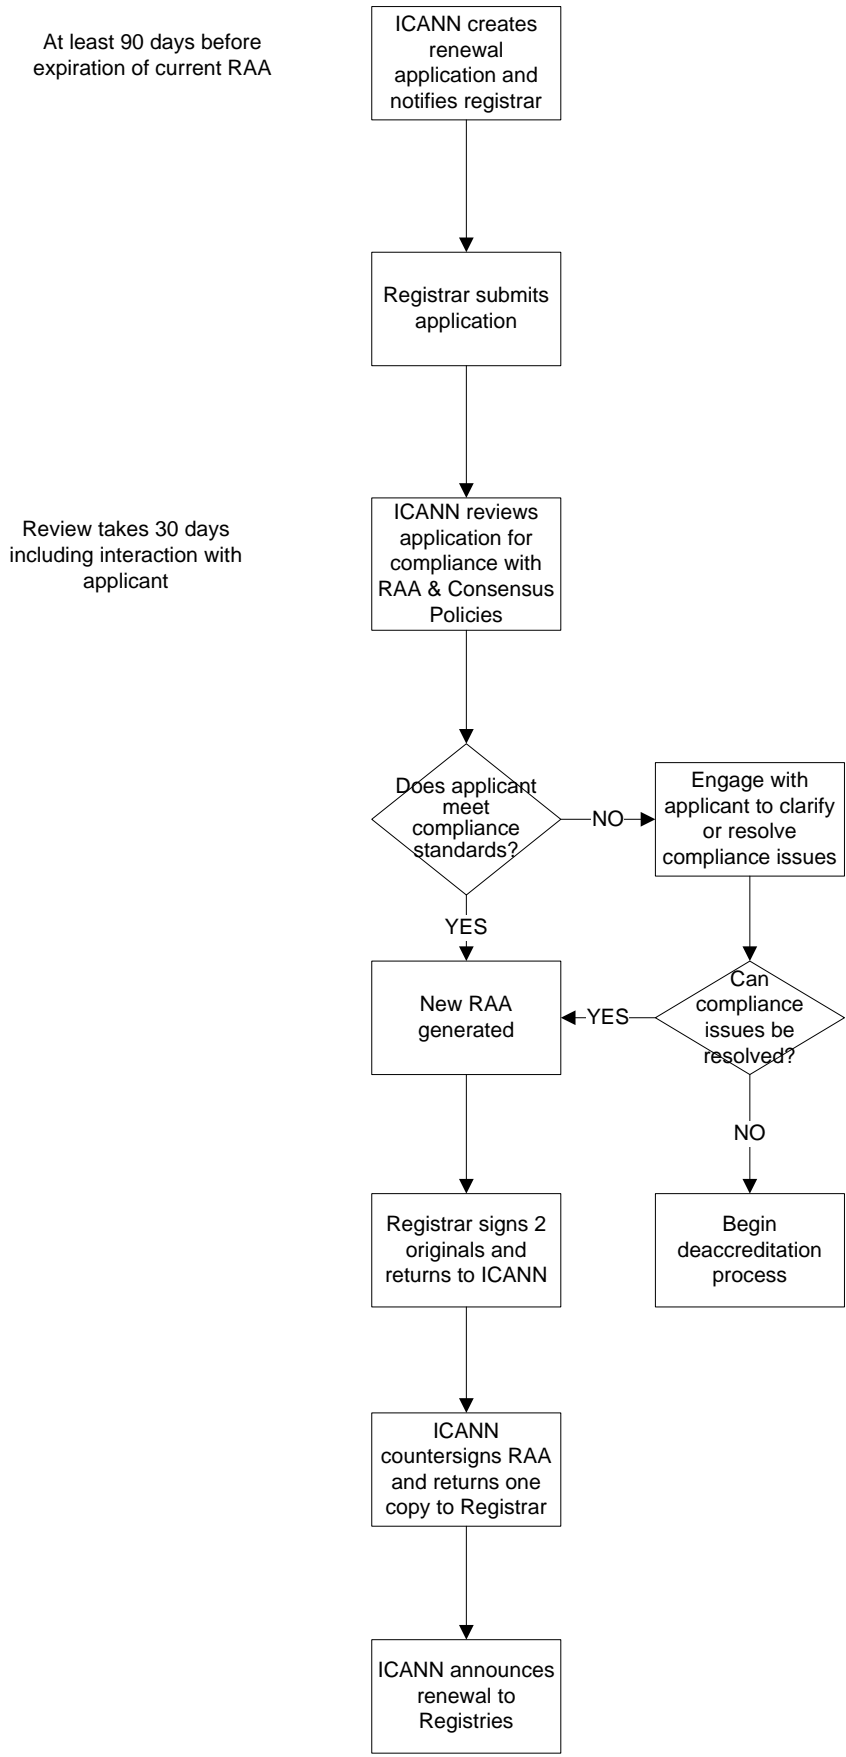 At least 90 days before
expiration of current RAA
ICANN creates
renewal
application and
notifies registrar
Registrar submits
application
Review takes 30 days
including interaction with
applicant
ICANN reviews
application for
compliance with
RAA & Consensus
Policies
Does applicant
meet
compliance
standards?
NO
Engage with
applicant to clarify
or resolve
compliance issues
YES
New RAA
generated
YES
Can
compliance
issues be
resolved?
NO
Registrar signs 2
originals and
returns to ICANN
Begin
deaccreditation
process
ICANN
countersigns RAA
and returns one
copy to Registrar
ICANN announces
renewal to
Registries